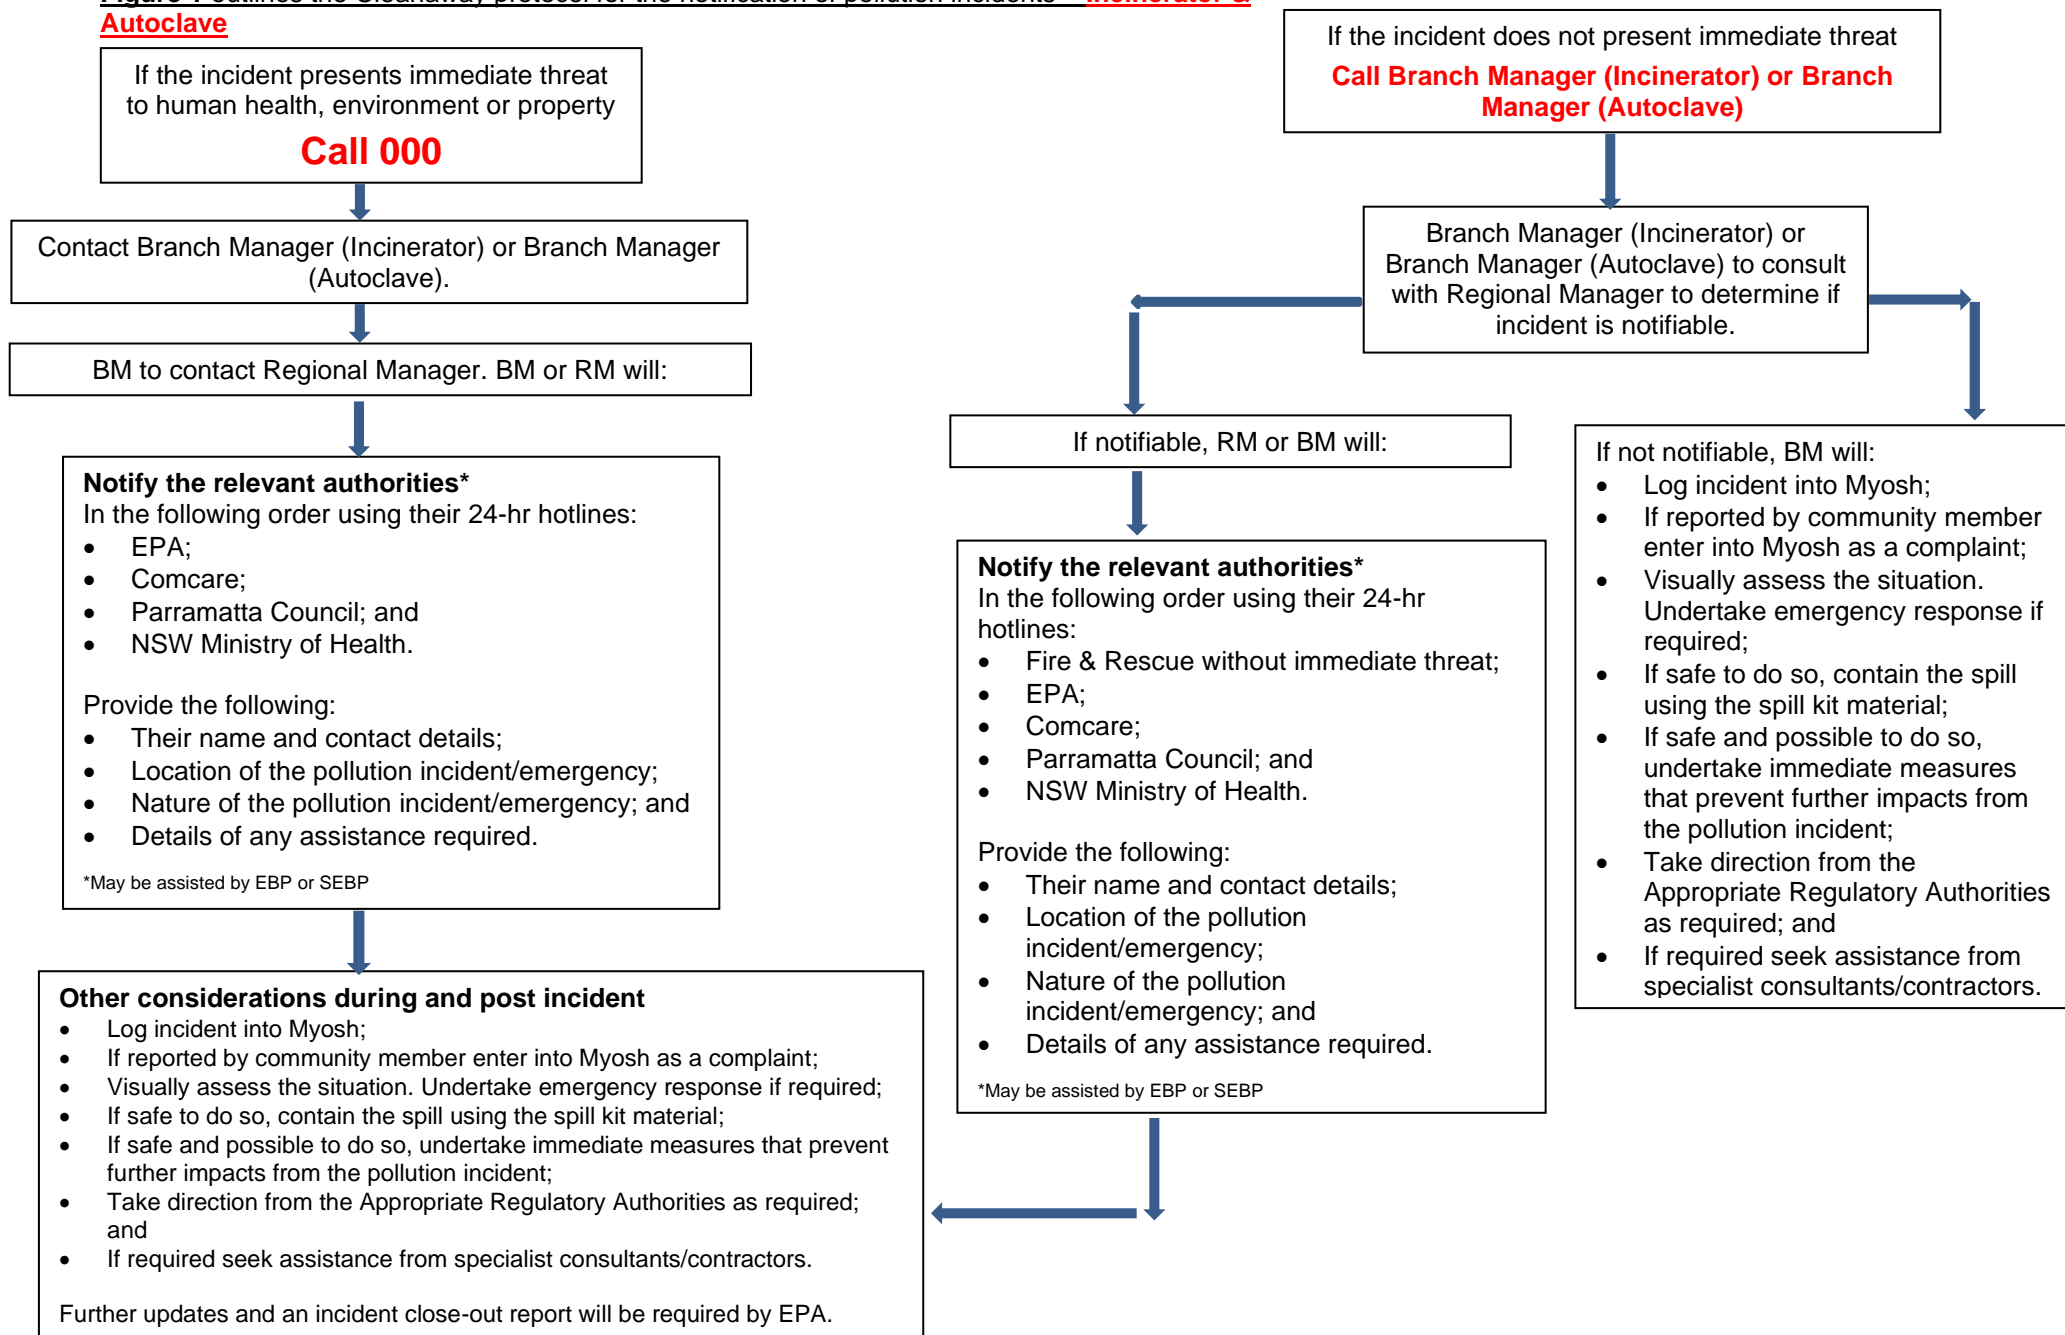 Figure 1 outlines the Cleanaway protocol for the notification of pollution incidents – Incinerator &
Autoclave
If the incident presents immediate threat
to human health, environment or property
Call 000
Contact Branch Manager (Incinerator) or Branch Manager
(Autoclave).
BM to contact Regional Manager. BM or RM will:
Notify the relevant authorities*
In the following order using their 24-hr hotlines:
• EPA;
• Comcare;
• Parramatta Council; and
• NSW Ministry of Health.
Provide the following:
• Their name and contact details;
• Location of the pollution incident/emergency;
• Nature of the pollution incident/emergency; and
• Details of any assistance required.
*May be assisted by EBP or SEBP
Other considerations during and post incident
• Log incident into Myosh;
• If reported by community member enter into Myosh as a complaint;
• Visually assess the situation. Undertake emergency response if required;
• If safe to do so, contain the spill using the spill kit material;
• If safe and possible to do so, undertake immediate measures that prevent
further impacts from the pollution incident;
• Take direction from the Appropriate Regulatory Authorities as required;
and
• If required seek assistance from specialist consultants/contractors.
Further updates and an incident close-out report will be required by EPA.
If the incident does not present immediate threat
Call Branch Manager (Incinerator) or Branch
Manager (Autoclave)
Branch Manager (Incinerator) or
Branch Manager (Autoclave) to consult
with Regional Manager to determine if
incident is notifiable.
If notifiable, RM or BM will:
Notify the relevant authorities*
In the following order using their 24-hr
hotlines:
• Fire & Rescue without immediate threat;
• EPA;
• Comcare;
• Parramatta Council; and
• NSW Ministry of Health.
Provide the following:
• Their name and contact details;
• Location of the pollution
incident/emergency;
• Nature of the pollution
incident/emergency; and
• Details of any assistance required.
*May be assisted by EBP or SEBP
If not notifiable, BM will:
• Log incident into Myosh;
• If reported by community member
enter into Myosh as a complaint;
• Visually assess the situation.
Undertake emergency response if
required;
• If safe to do so, contain the spill
using the spill kit material;
• If safe and possible to do so,
undertake immediate measures
that prevent further impacts from
the pollution incident;
• Take direction from the
Appropriate Regulatory Authorities
as required; and
• If required seek assistance from
specialist consultants/contractors.